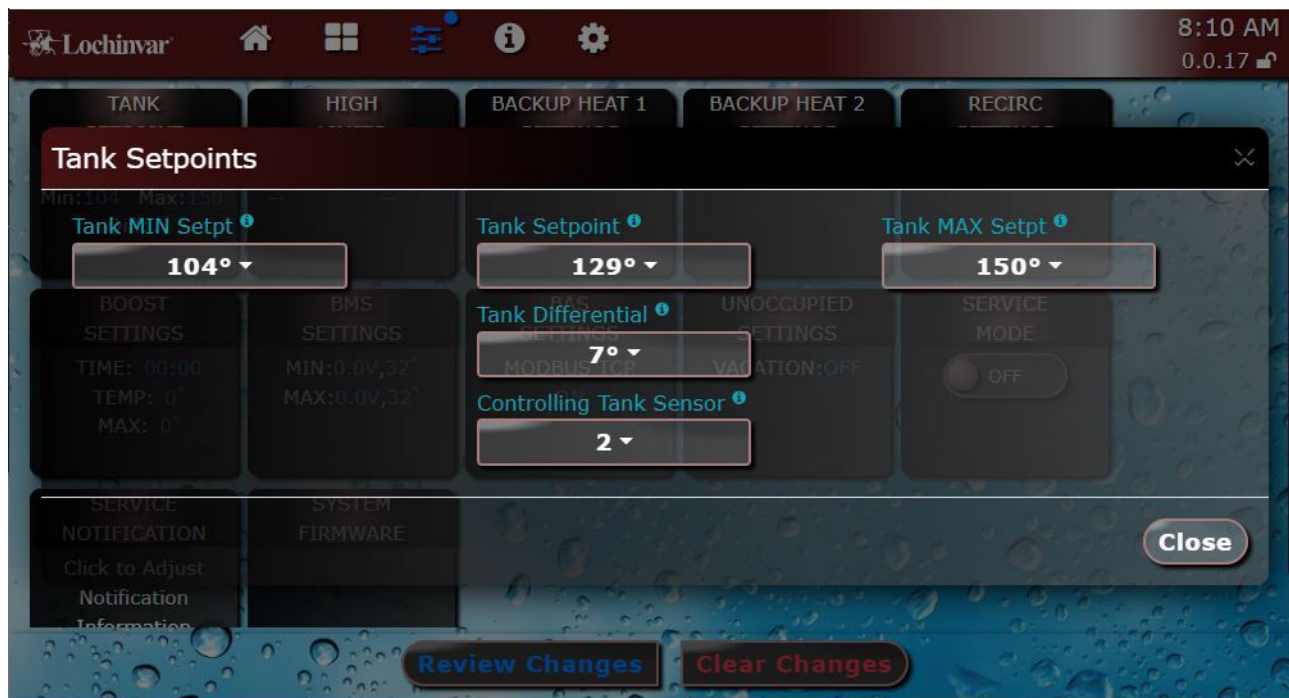 Lochinvar
8:10 AM
0.0.17
TANK
HIGH
BACKUP HEAT 1
BACKUP HEAT 2
RECIRC
Tank Setpoints
Min:104 Max:150
Tank MIN Setpt
Tank Setpoint
Tank MAX Setpt
104°
129°
150°
BOOST
SETTINGS
TIME: 00:00
TEMP: 0°
MAX: 0°
BMS
SETTINGS
MIN:0.0V,32°
MAX:0.0V,32°
BAS
SETTINGS
MODBUS TCP
Tank Differential
7°
Controlling Tank Sensor
2
UNOCCUPIED
SETTINGS
VACATION:OFF
SERVICE
MODE
OFF
SERVICE
NOTIFICATION
Click to Adjust
Notification
Information
SYSTEM
FIRMWARE
Close
Review Changes
Clear Changes